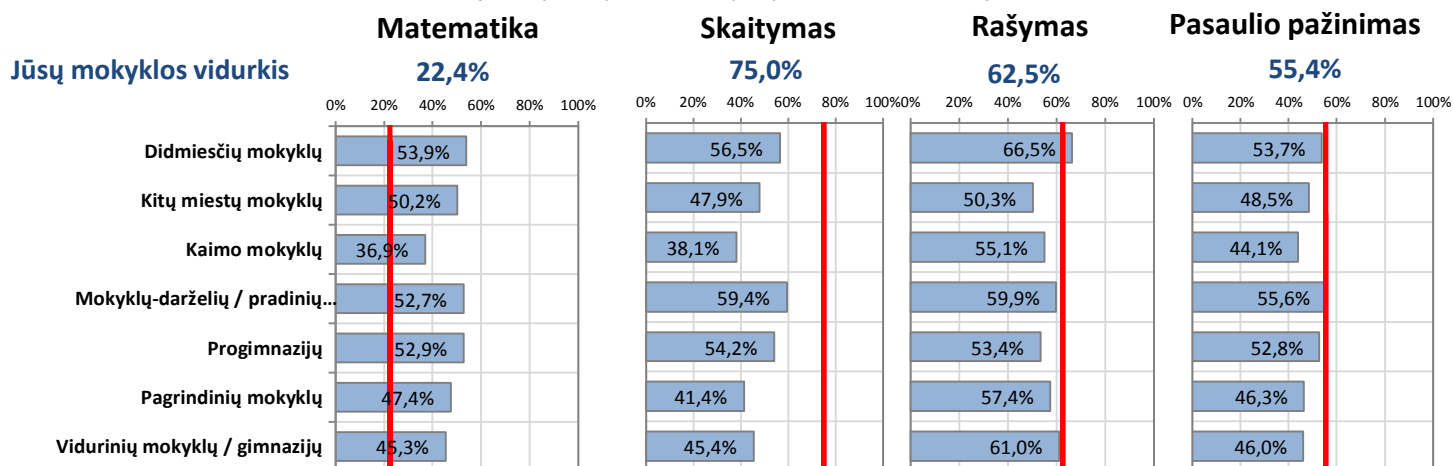 Matematika Skaitymas Rašymas Pasaulio pažinimas
Jūsų mokyklos vidurkis 22,4% 75,0% 62,5% 55,4%
0% 20% 40% 60% 80% 100% 0% 20% 40% 60% 80% 100% 0% 20% 40% 60% 80% 100% 0% 20% 40% 60% 80% 100%
Didmiesčių mokyklų 53,9% 56,5% 66,5% 53,7%
Kitų miestų mokyklų 50,2% 47,9% 50,3% 48,5%
Kaimo mokyklų 36,9% 38,1% 55,1% 44,1%
Mokyklų-darželių / pradinių... 52,7% 59,4% 59,9% 55,6%
Progimnazijų 52,9% 54,2% 53,4% 52,8%
Pagrindinių mokyklų 47,4% 41,4% 57,4% 46,3%
Vidurinių mokyklų / gimnazijų 45,3% 45,4% 61,0% 46,0%